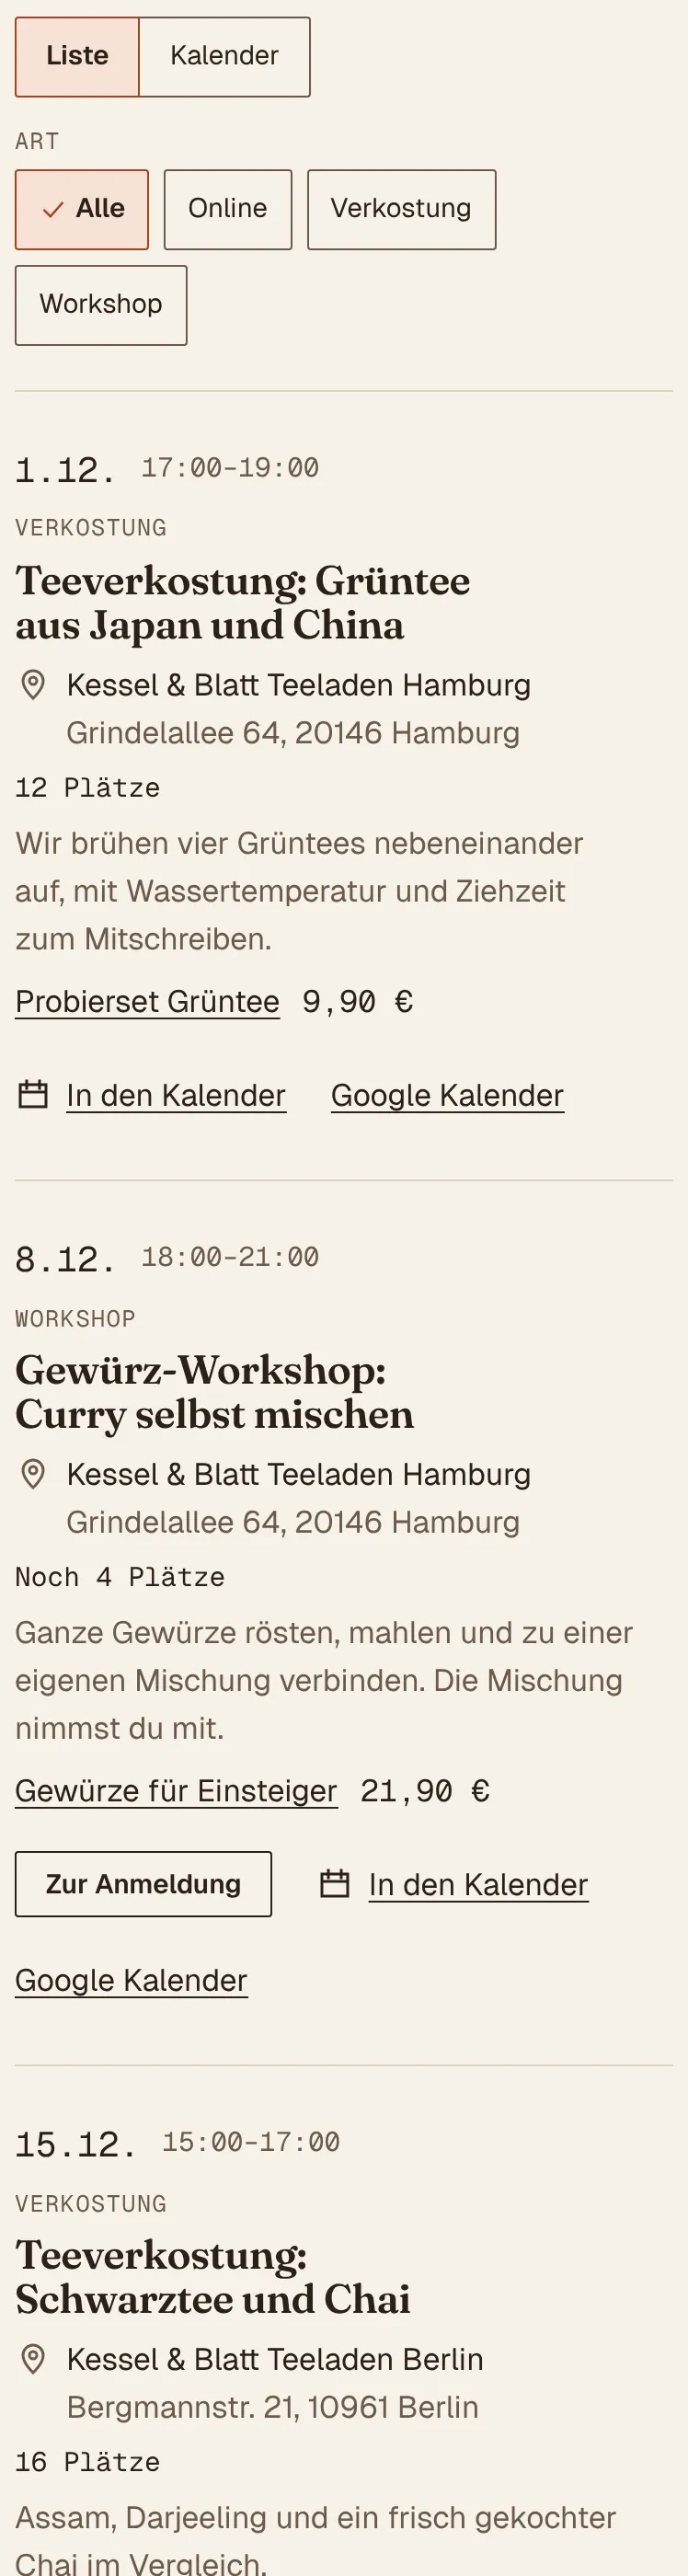 Liste Kalender
ART
Alle Online Verkostung
Workshop
1.12. 17:00–19:00
VERKOSTUNG
Teeverkostung: Grüntee
aus Japan und China
Kessel & Blatt Teeladen Hamburg
Grindelallee 64, 20146 Hamburg
12 Plätze
Wir brühen vier Grüntees nebeneinander
auf, mit Wassertemperatur und Ziehzeit
zum Mitschreiben.
Probierset Grüntee 9,90 €
In den Kalender Google Kalender
8.12. 18:00–21:00
WORKSHOP
Gewürz-Workshop:
Curry selbst mischen
Kessel & Blatt Teeladen Hamburg
Grindelallee 64, 20146 Hamburg
Noch 4 Plätze
Ganze Gewürze rösten, mahlen und zu einer
eigenen Mischung verbinden. Die Mischung
nimmst du mit.
Gewürze für Einsteiger 21,90 €
Zur Anmeldung In den Kalender
Google Kalender
15.12. 15:00–17:00
VERKOSTUNG
Teeverkostung:
Schwarztee und Chai
Kessel & Blatt Teeladen Berlin
Bergmannstr. 21, 10961 Berlin
16 Plätze
Assam, Darjeeling und ein frisch gekochter
Chai im Vergleich.